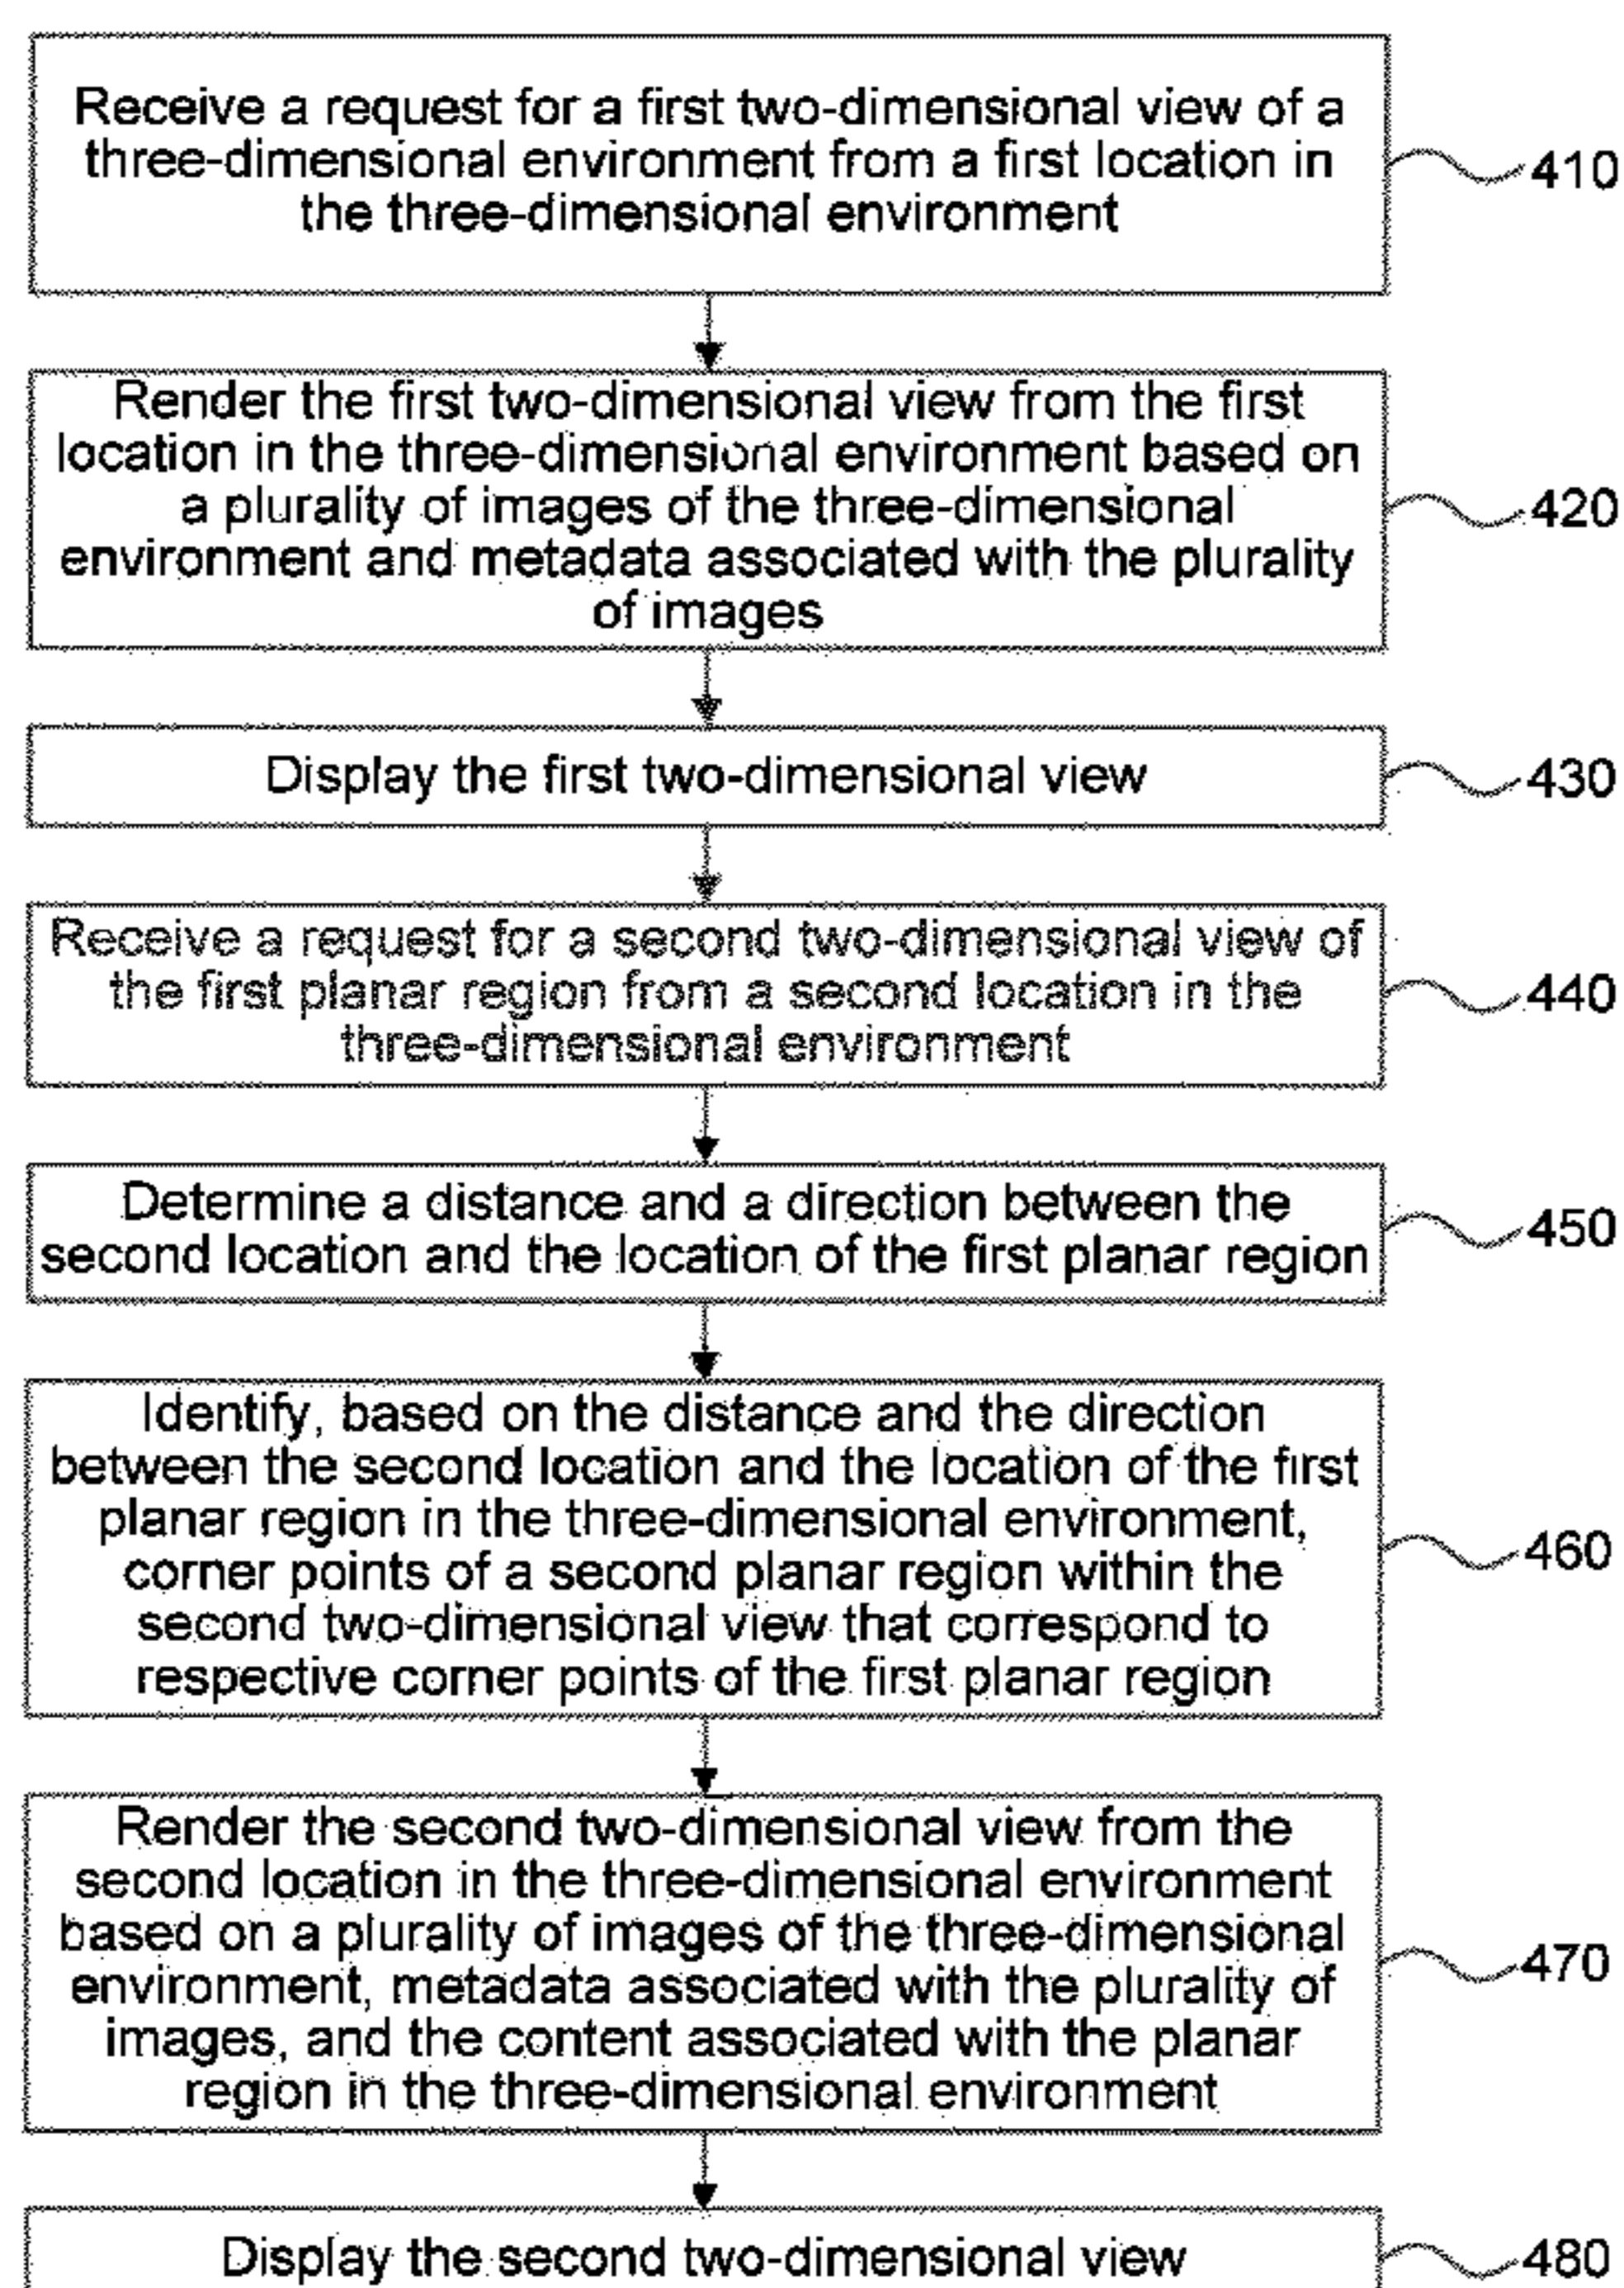 Receive a request for a first two-dimensional view of a
three-dimensional environment from a first location in
the three-dimensional environment
410
Render the first two-dimensional view from the first
location in the three-dimensional environment based on
a plurality of images of the three-dimensional
environment and metadata associated with the plurality
of images
420
Display the first two-dimensional view
430
Receive a request for a second two-dimensional view of
the first planar region from a second location in the
three-dimensional environment
440
Determine a distance and a direction between the
second location and the location of the first planar region
450
Identify, based on the distance and the direction
between the second location and the location of the first
planar region in the three-dimensional environment,
corner points of a second planar region within the
second two-dimensional view that correspond to
respective corner points of the first planar region
460
Render the second two-dimensional view from the
second location in the three-dimensional environment
based on a plurality of images of the three-dimensional
environment, metadata associated with the plurality of
images, and the content associated with the planar
region in the three-dimensional environment
470
Display the second two-dimensional view
480